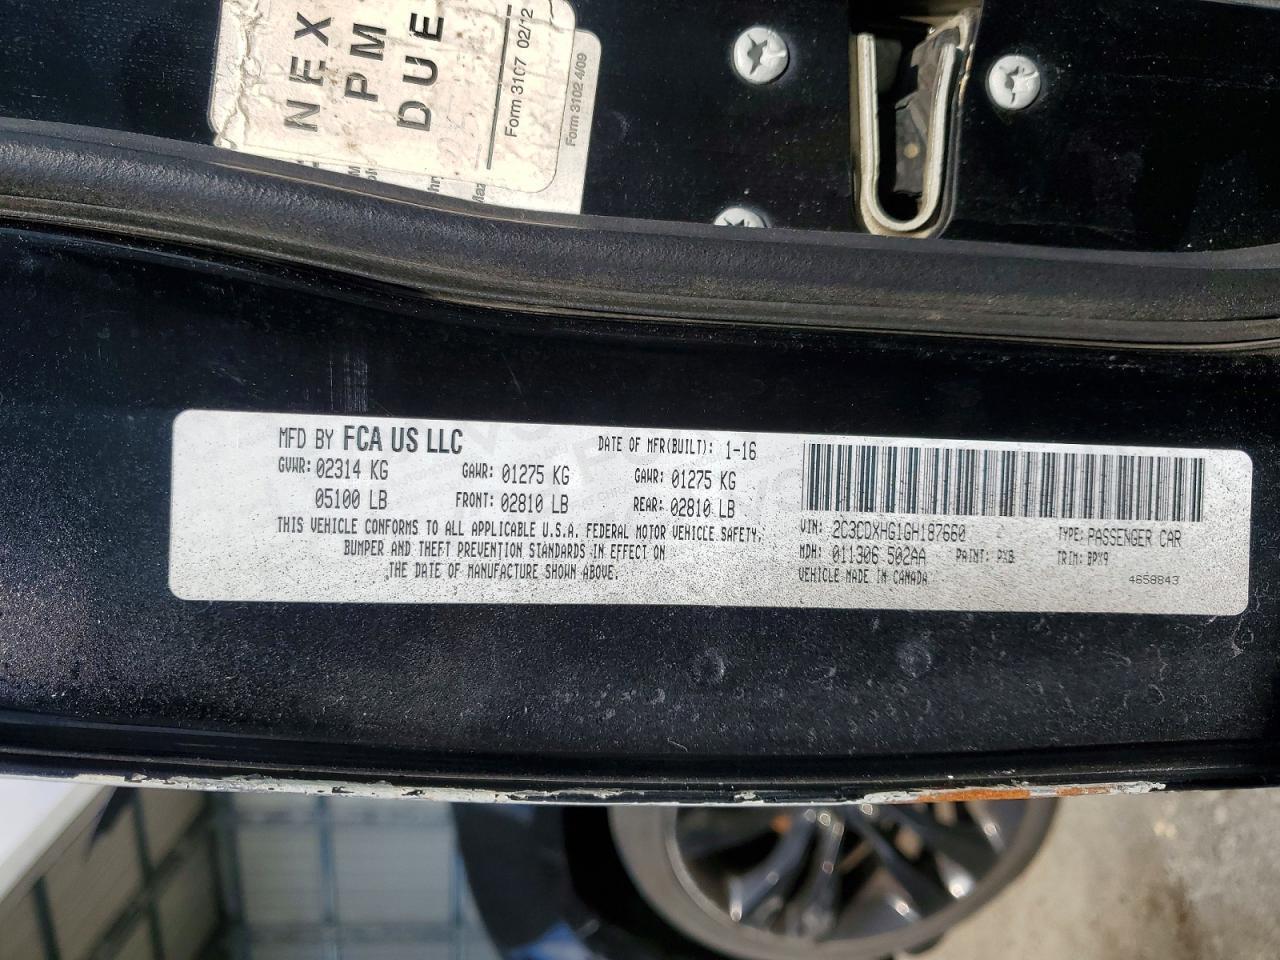 NEX
PM
DUE
Form 3107 02/12
Form 3102 4/09
MFD BY FCA US LLC
DATE OF MFR(BUILT): 1-16
GVWR: 02314 KG
GAWR: 01275 KG
GAWR: 01275 KG
05100 LB
FRONT: 02810 LB
REAR: 02810 LB
THIS VEHICLE CONFORMS TO ALL APPLICABLE U.S.A. FEDERAL MOTOR VEHICLE SAFETY,
BUMPER AND THEFT PREVENTION STANDARDS IN EFFECT ON
THE DATE OF MANUFACTURE SHOWN ABOVE.
VIN: 2C3CDXHG1GH187660
TYPE: PASSENGER CAR
MDH: 011306 502AA
PAINT: PXB
TRIM: BPX9
VEHICLE MADE IN CANADA
4658843